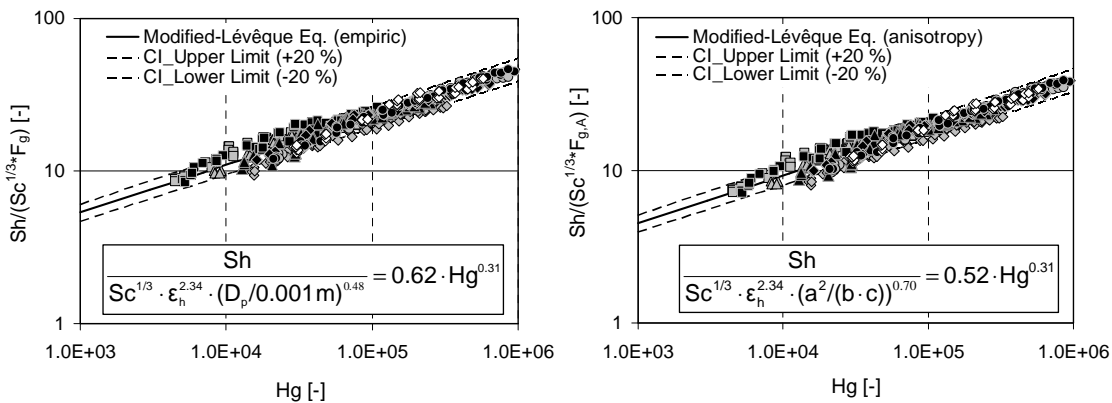 100
10
1
Sh/(Sc^{1/3}*F_g) [-]
Modified-Lévêque Eq. (empiric)
CI_Upper Limit (+20 %)
CI_Lower Limit (-20 %)
Sh
Sc^{1/3} · ε_h^{2.34} · (D_p/0.001m)^{0.48} = 0.62 · Hg^{0.31}
1.0E+03 1.0E+04 1.0E+05 1.0E+06
Hg [-]
100
10
1
Sh/(Sc^{1/3}*F_{g,A}) [-]
Modified-Lévêque Eq. (anisotropy)
CI_Upper Limit (+20 %)
CI_Lower Limit (-20 %)
Sh
Sc^{1/3} · ε_h^{2.34} · (a^2/(b · c))^{0.70} = 0.52 · Hg^{0.31}
1.0E+03 1.0E+04 1.0E+05 1.0E+06
Hg [-]